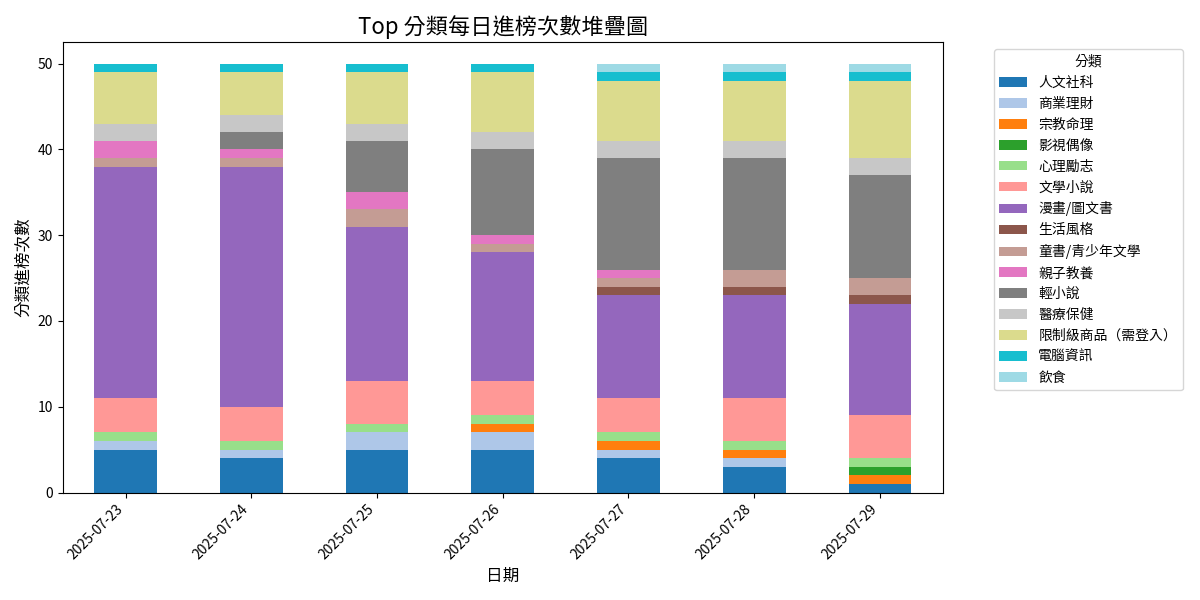 Top 分類每日進榜次數堆疊圖
分類進榜次數
50
40
30
20
10
0
2025-07-23
2025-07-24
2025-07-25
2025-07-26
2025-07-27
2025-07-28
2025-07-29
日期
分類
人文社科
商業理財
宗教命理
影視偶像
心理勵志
文學小說
漫畫/圖文書
生活風格
童書/青少年文學
親子教養
輕小說
醫療保健
限制級商品（需登入）
電腦資訊
飲食